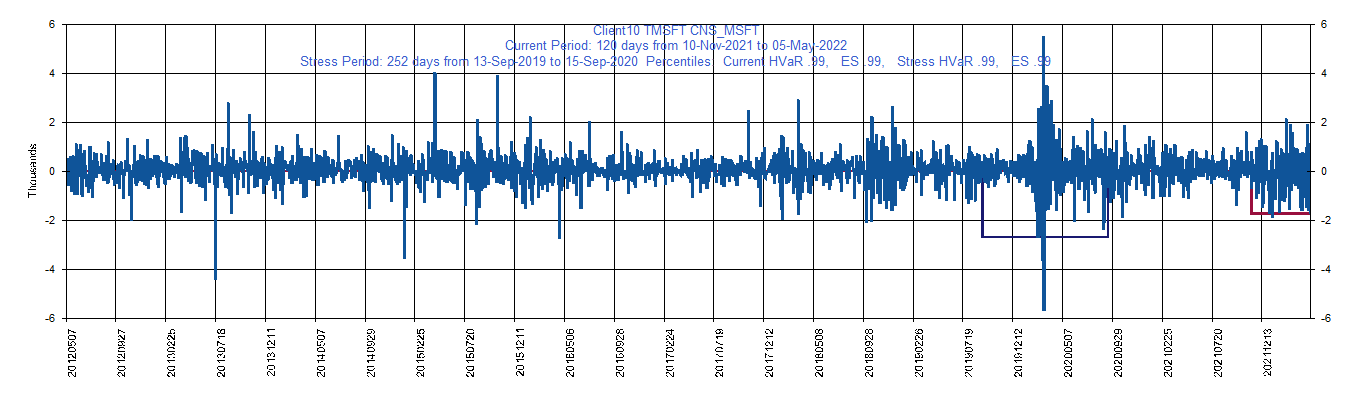 Client10 TMSFT CNS_MSFT
Current Period: 120 days from 10-Nov-2021 to 05-May-2022
Stress Period: 252 days from 13-Sep-2019 to 15-Sep-2020 Percentiles: Current HVaR .99, ES .99, Stress HVaR .99, ES .99
6 6
4 4
2 2
0 0
-2 -2
-4 -4
-6 -6
Thousands
20120507 20120927 20130225 20130718 20131211 20140507 20140929 20150225 20150720 20151211 20160506 20160928 20170224 20170719 20171212 20180508 20180928 20190226 20190719 20191212 20200507 20200929 20210225 20210720 20211213